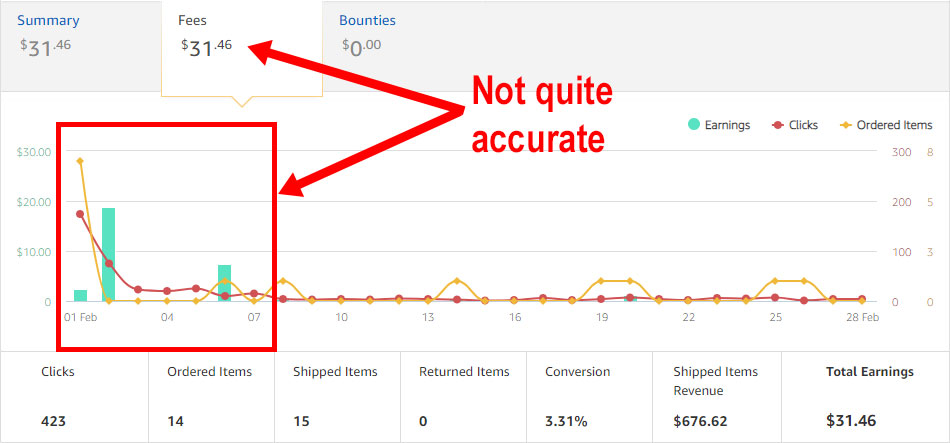 Summary
$31.46
Fees
$31.46
Bounties
$0.00
Not quite
accurate
Earnings
Clicks
Ordered Items
$30.00
300
8
$20.00
200
5
$10.00
100
3
0
0
0
01 Feb
04
07
10
13
16
19
22
25
28 Feb
Clicks
423
Ordered Items
14
Shipped Items
15
Returned Items
0
Conversion
3.31%
Shipped Items
Revenue
$676.62
Total Earnings
$31.46